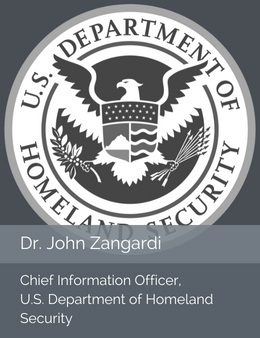 U.S. DEPARTMENT OF
HOMELAND SECURITY
Dr. John Zangardi
Chief Information Officer,
U.S. Department of Homeland
Security